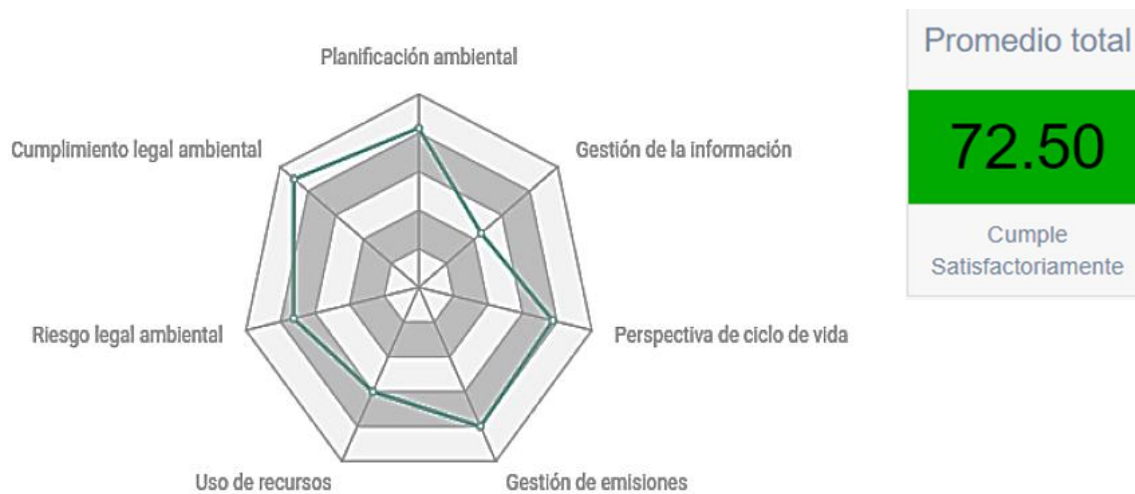 Planificación ambiental
Cumplimiento legal ambiental
Gestión de la información
Riesgo legal ambiental
Perspectiva de ciclo de vida
Uso de recursos
Gestión de emisiones
Promedio total
72.50
Cumple
Satisfactoriamente